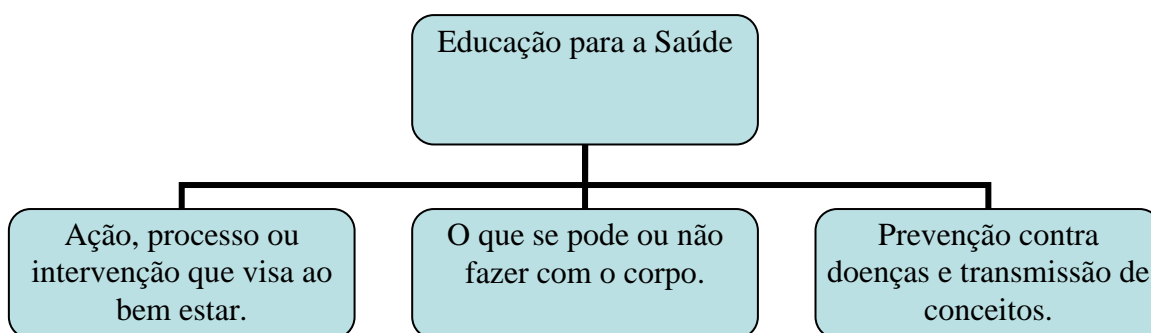 Educação para a Saúde
Ação, processo ou
intervenção que visa ao
bem estar.
O que se pode ou não
fazer com o corpo.
Prevenção contra
doenças e transmissão de
conceitos.